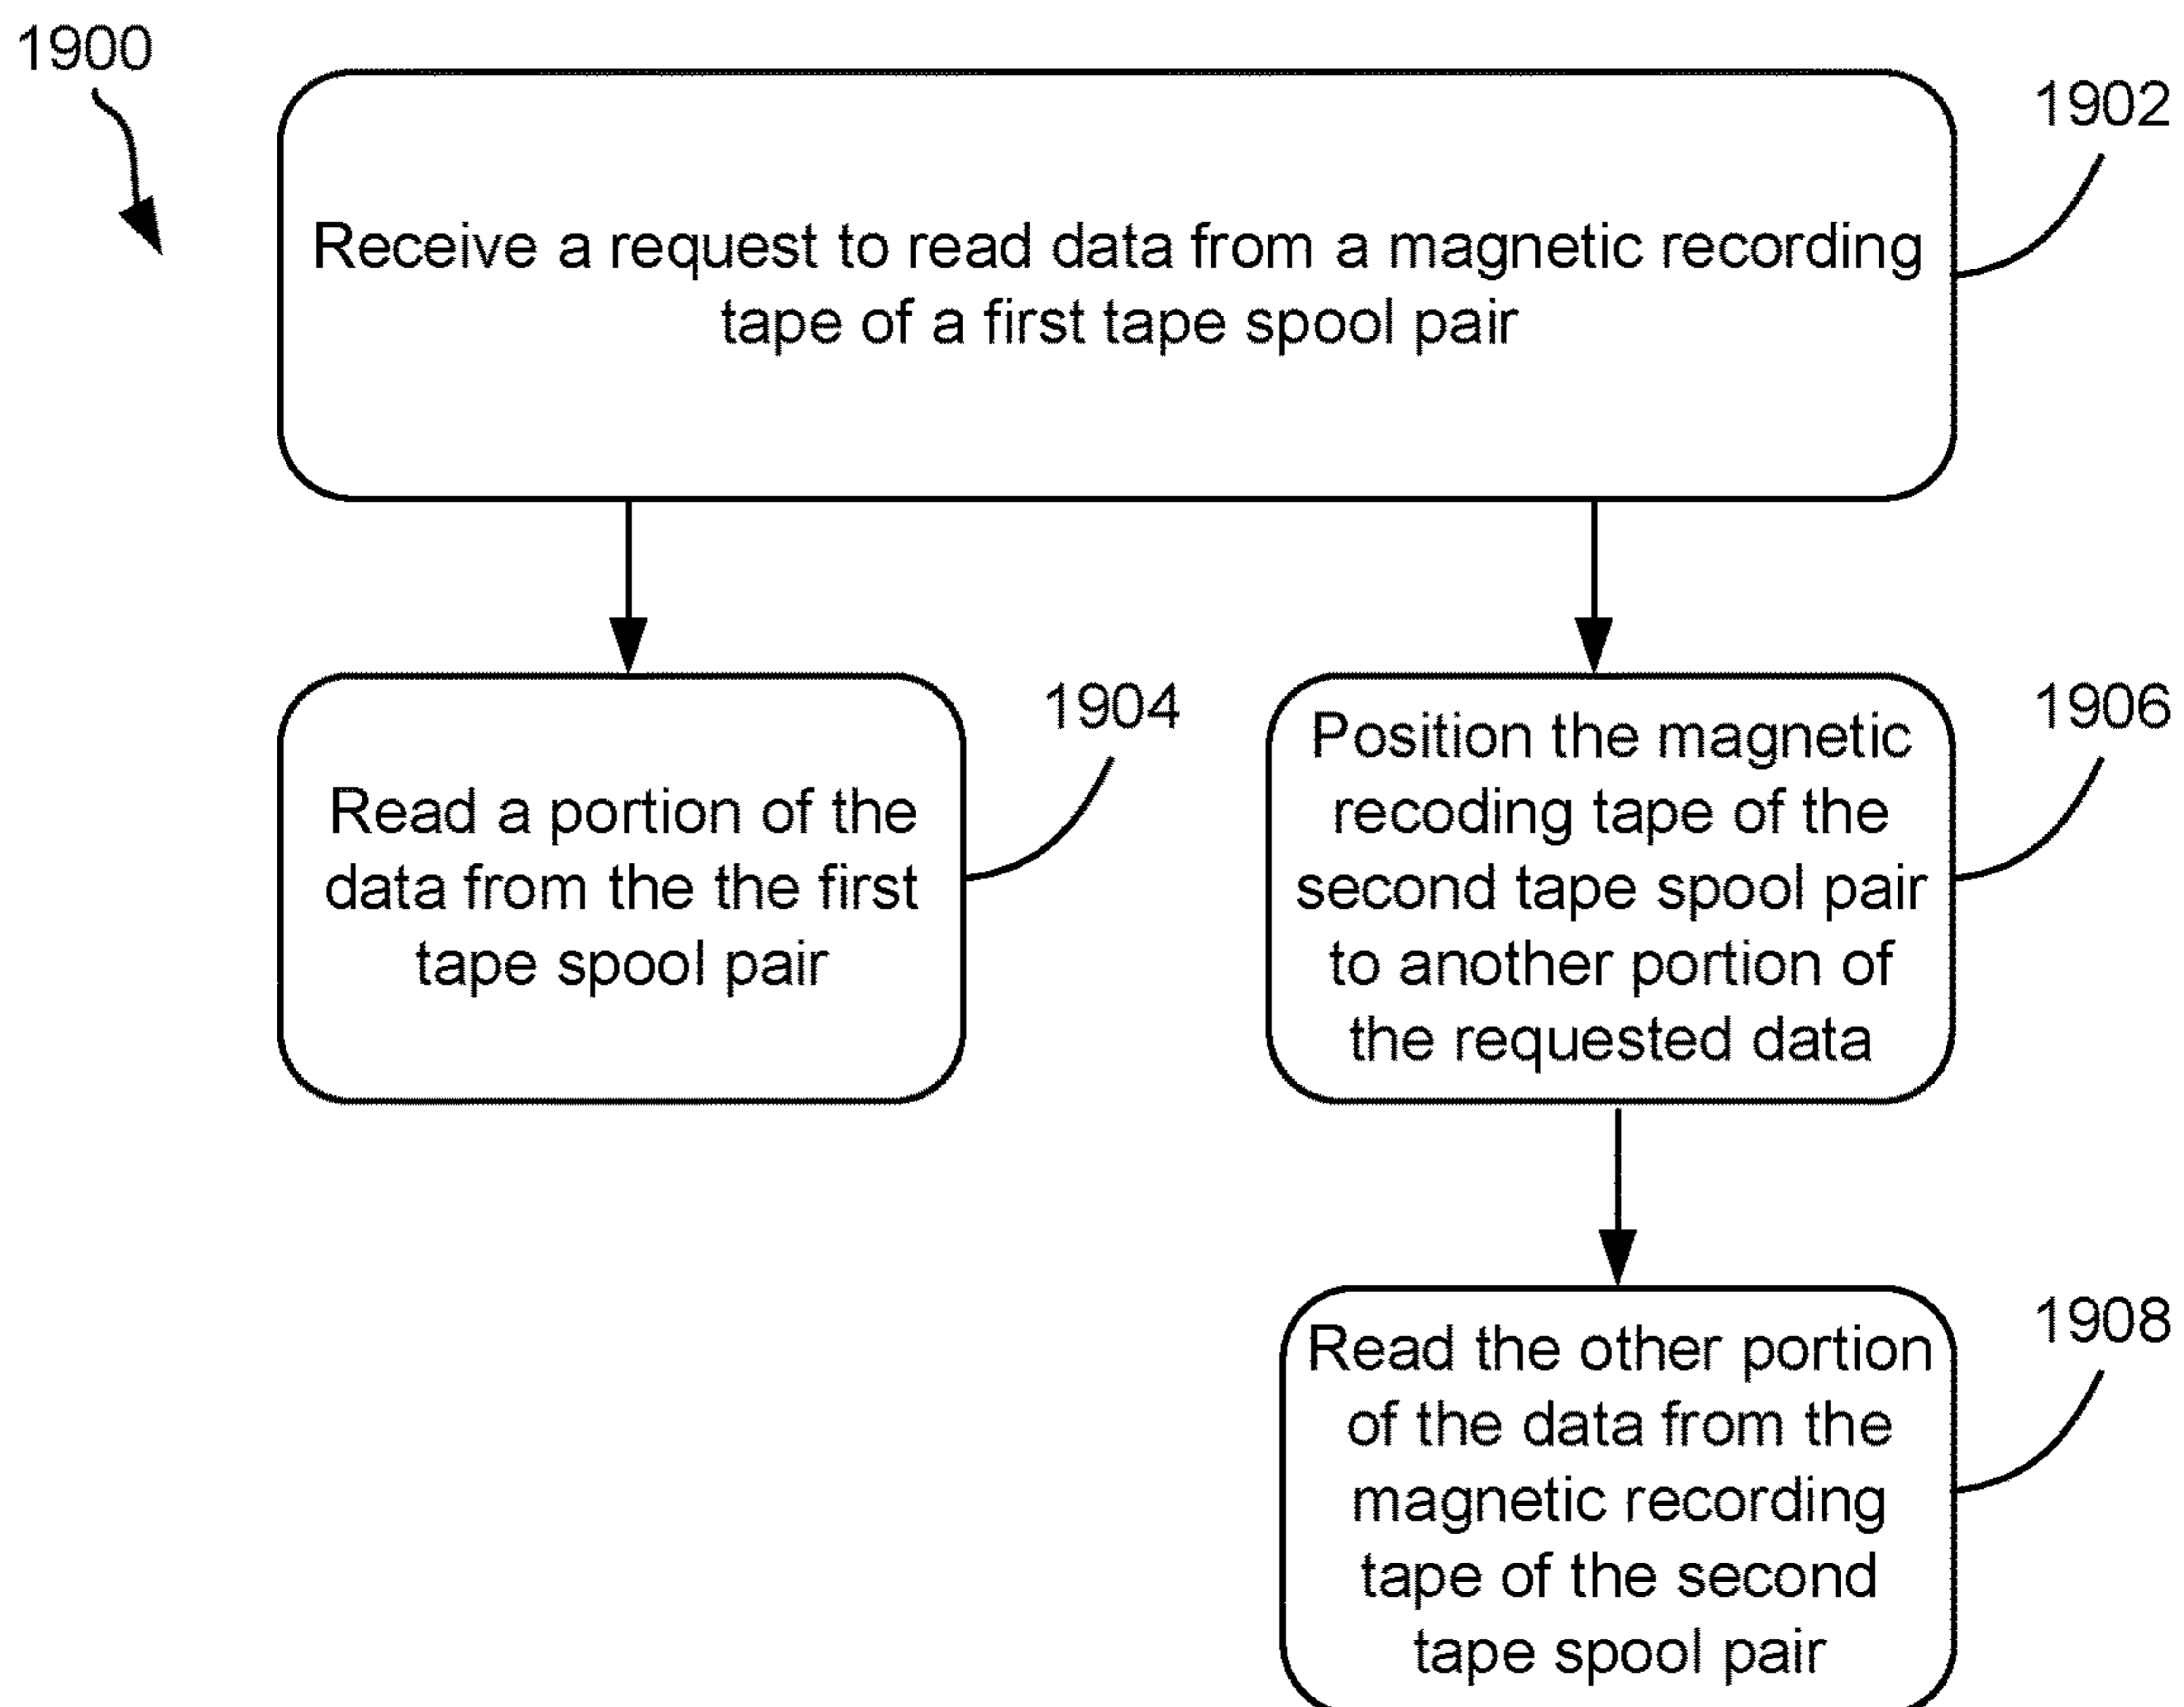 1900
1902
Receive a request to read data from a magnetic recording
tape of a first tape spool pair
1904
Read a portion of the
data from the the first
tape spool pair
1906
Position the magnetic
recoding tape of the
second tape spool pair
to another portion of
the requested data
1908
Read the other portion
of the data from the
magnetic recording
tape of the second
tape spool pair